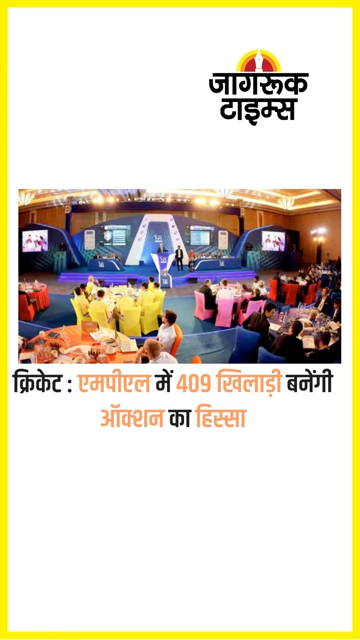 जागरूक
टाइम्स
क्रिकेट : एमपीएल में 409 खिलाड़ी बनेंगी
ऑक्शन का हिस्सा